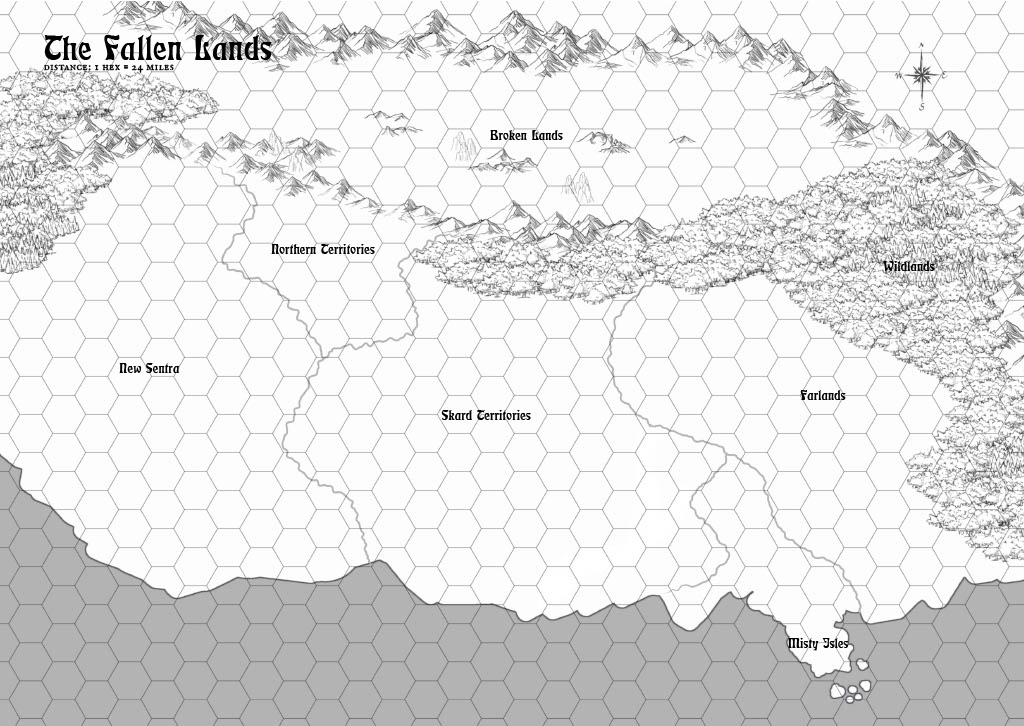 The Fallen Lands
Distance: 1 hex = 24 miles
N
W
E
S
Broken Lands
Northern Territories
Wildlands
New Sentra
Farlands
Skard Territories
Misty Isles